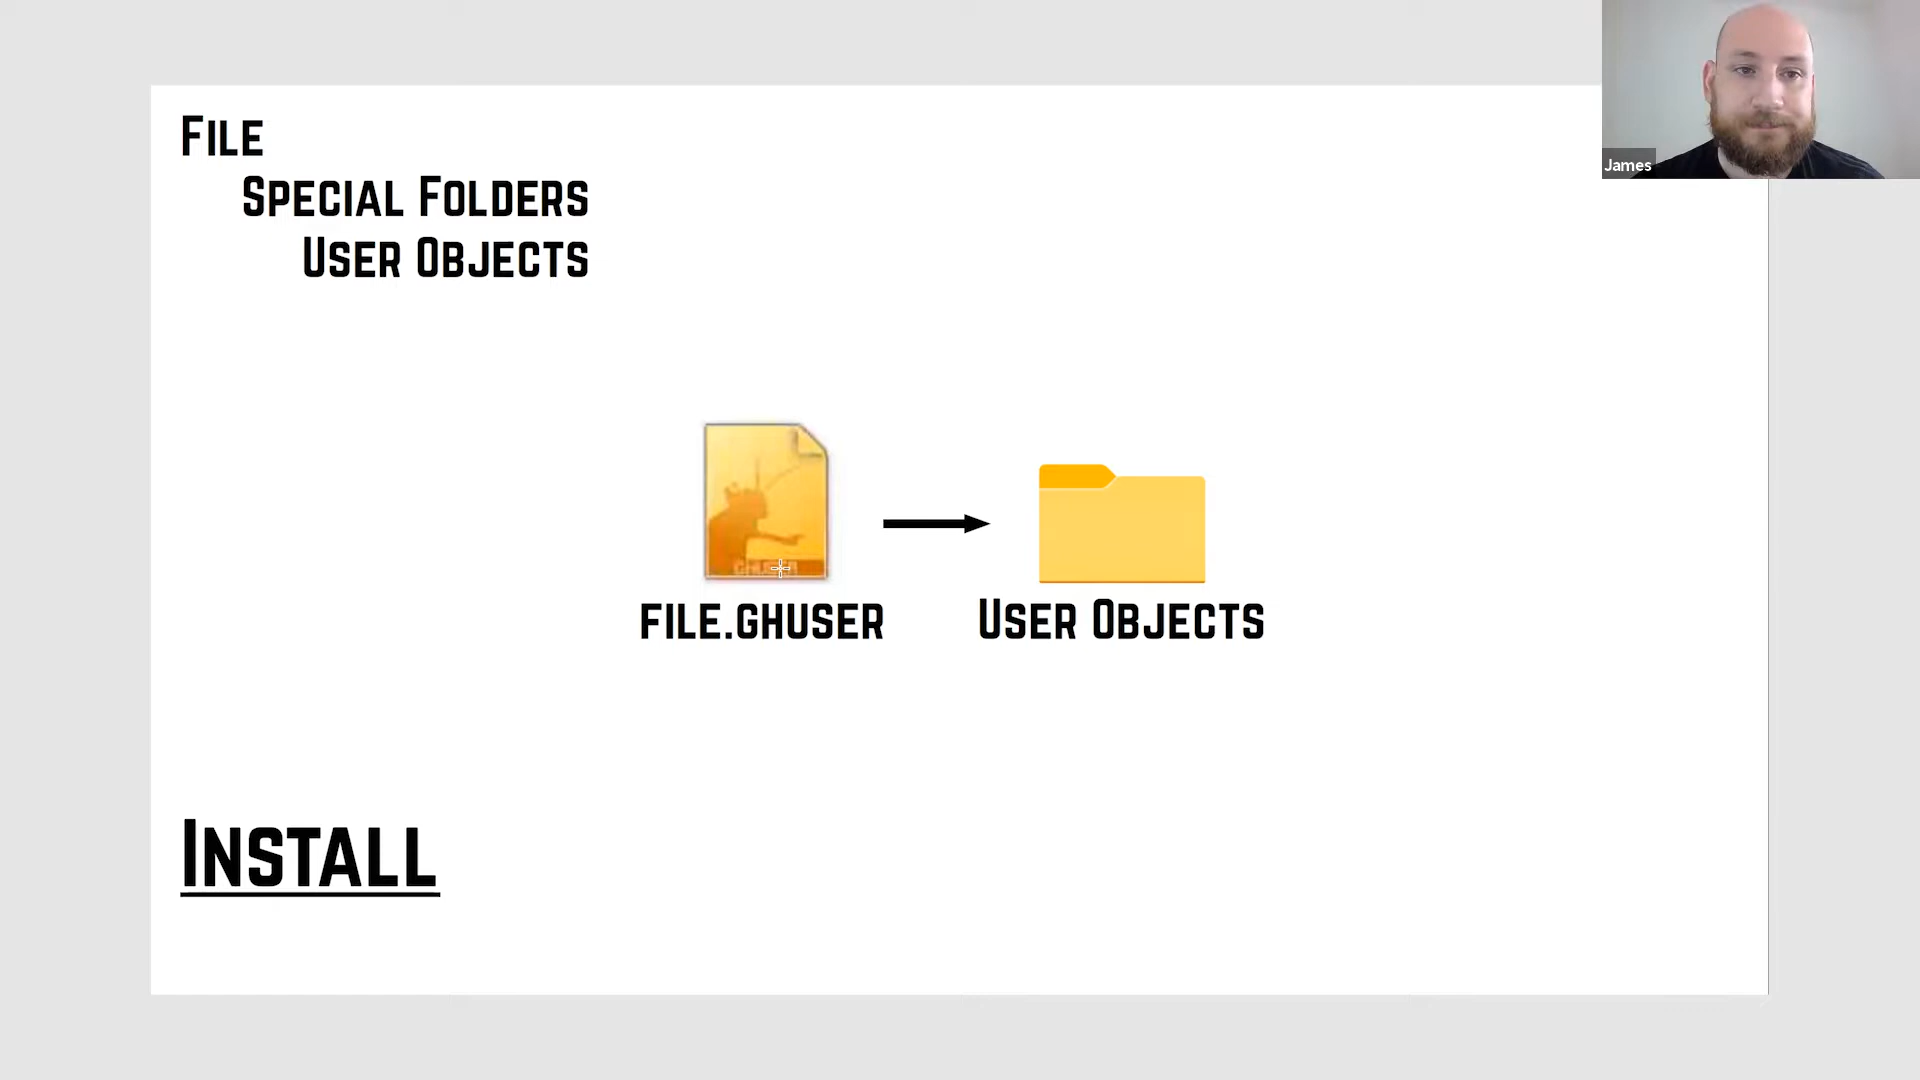 File
Special Folders
User Objects
file.ghuser
User Objects
Install
James